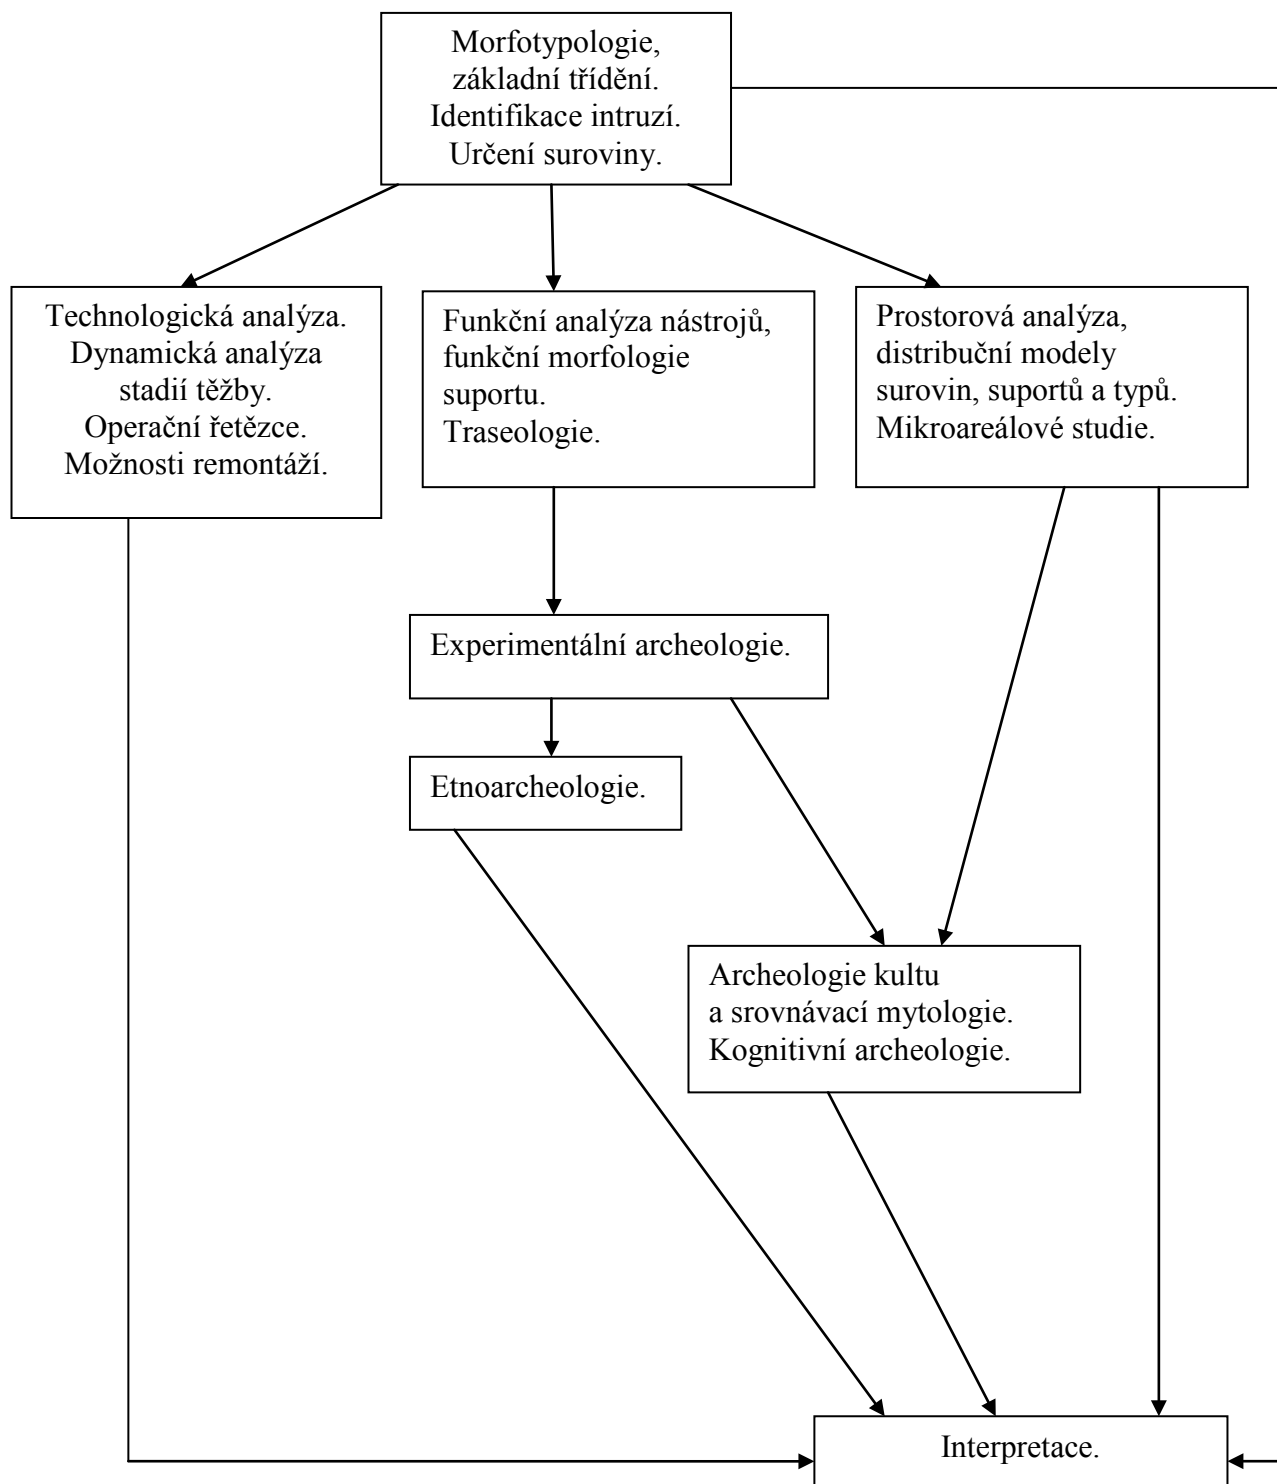 Morfotypologie,
základní třídění.
Identifikace intruzí.
Určení suroviny.
Technologická analýza.
Dynamická analýza
stadií těžby.
Operační řetězce.
Možnosti remontáží.
Funkční analýza nástrojů,
funkční morfologie
suportu.
Traseologie.
Prostorová analýza,
distribuční modely
surovin, suportů a typů.
Mikroareálové studie.
Experimentální archeologie.
Etnoarcheologie.
Archeologie kultu
a srovnávací mytologie.
Kognitivní archeologie.
Interpretace.